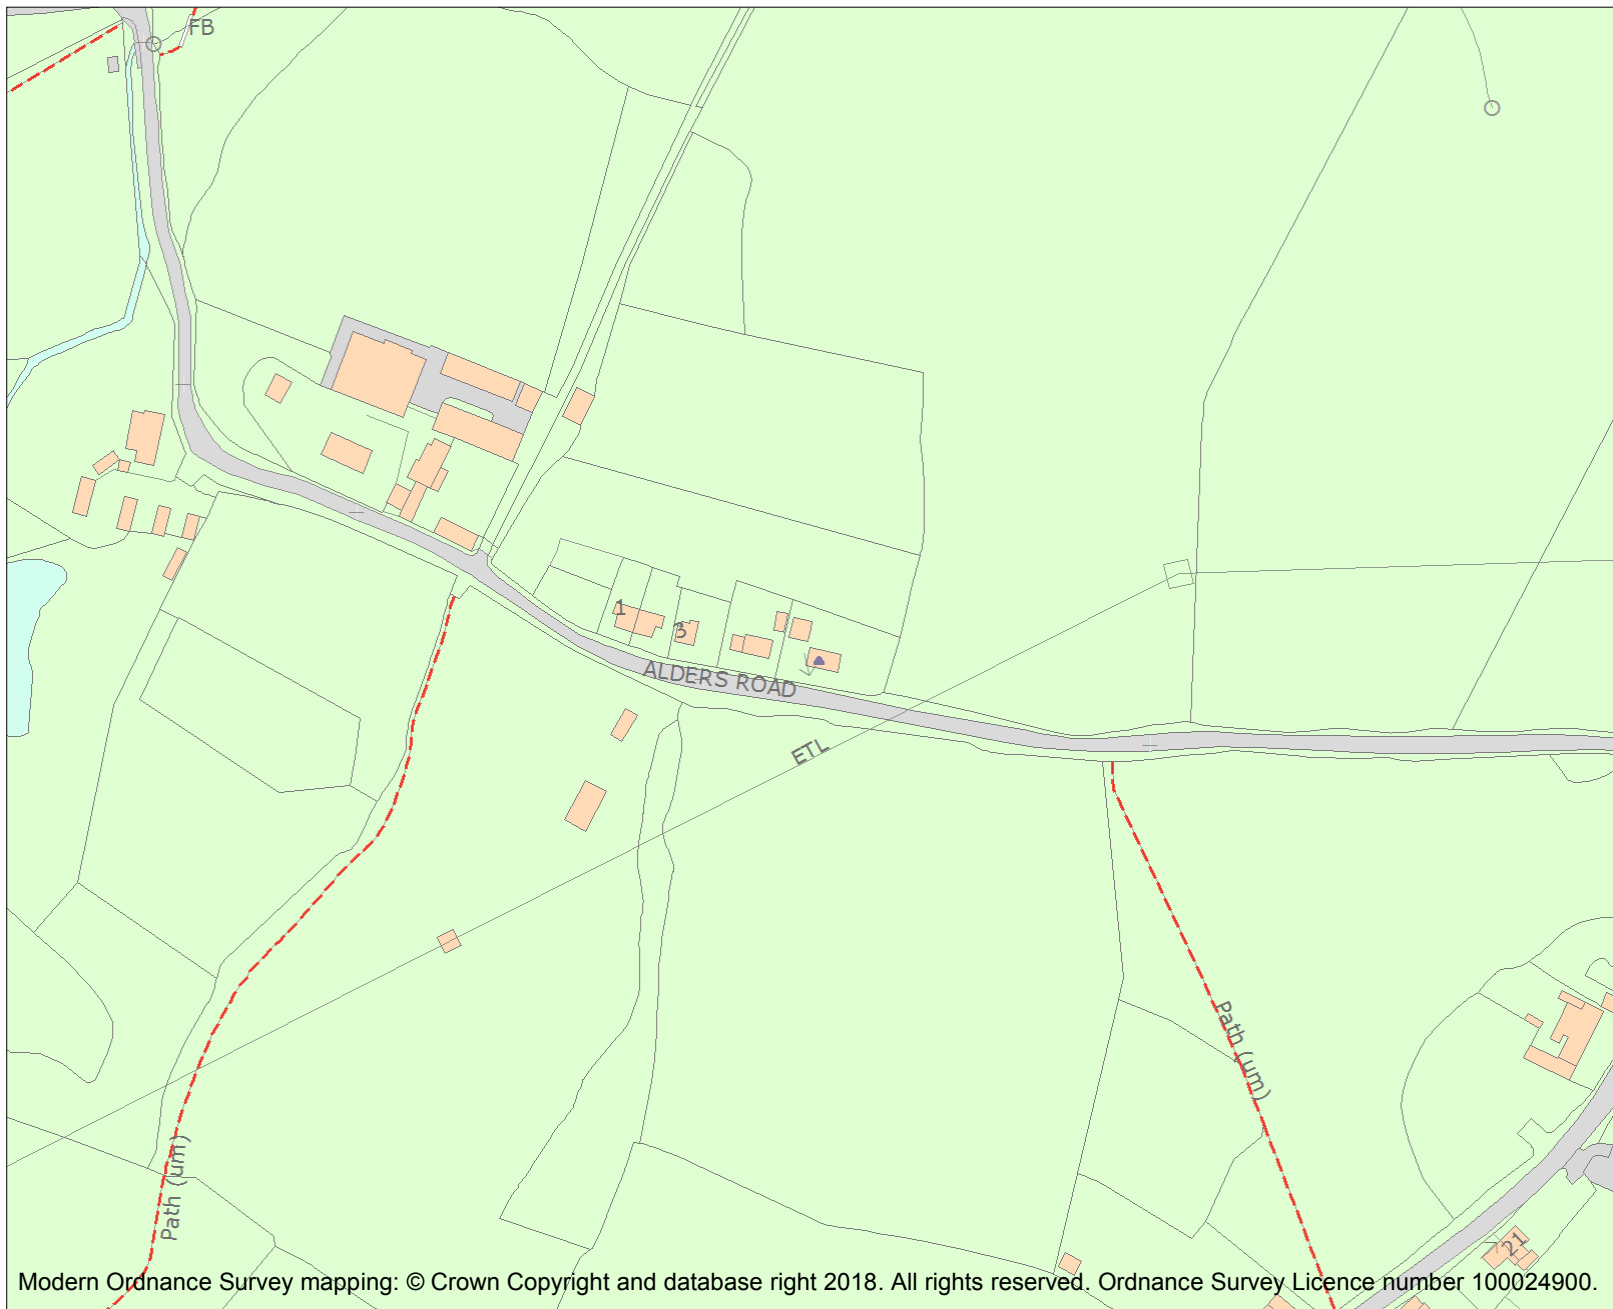 FB
1
3
ALDERS ROAD
ETL
Path (um)
Path (um)
21
Modern Ordnance Survey mapping: © Crown Copyright and database right 2018. All rights reserved. Ordnance Survey Licence number 100024900.